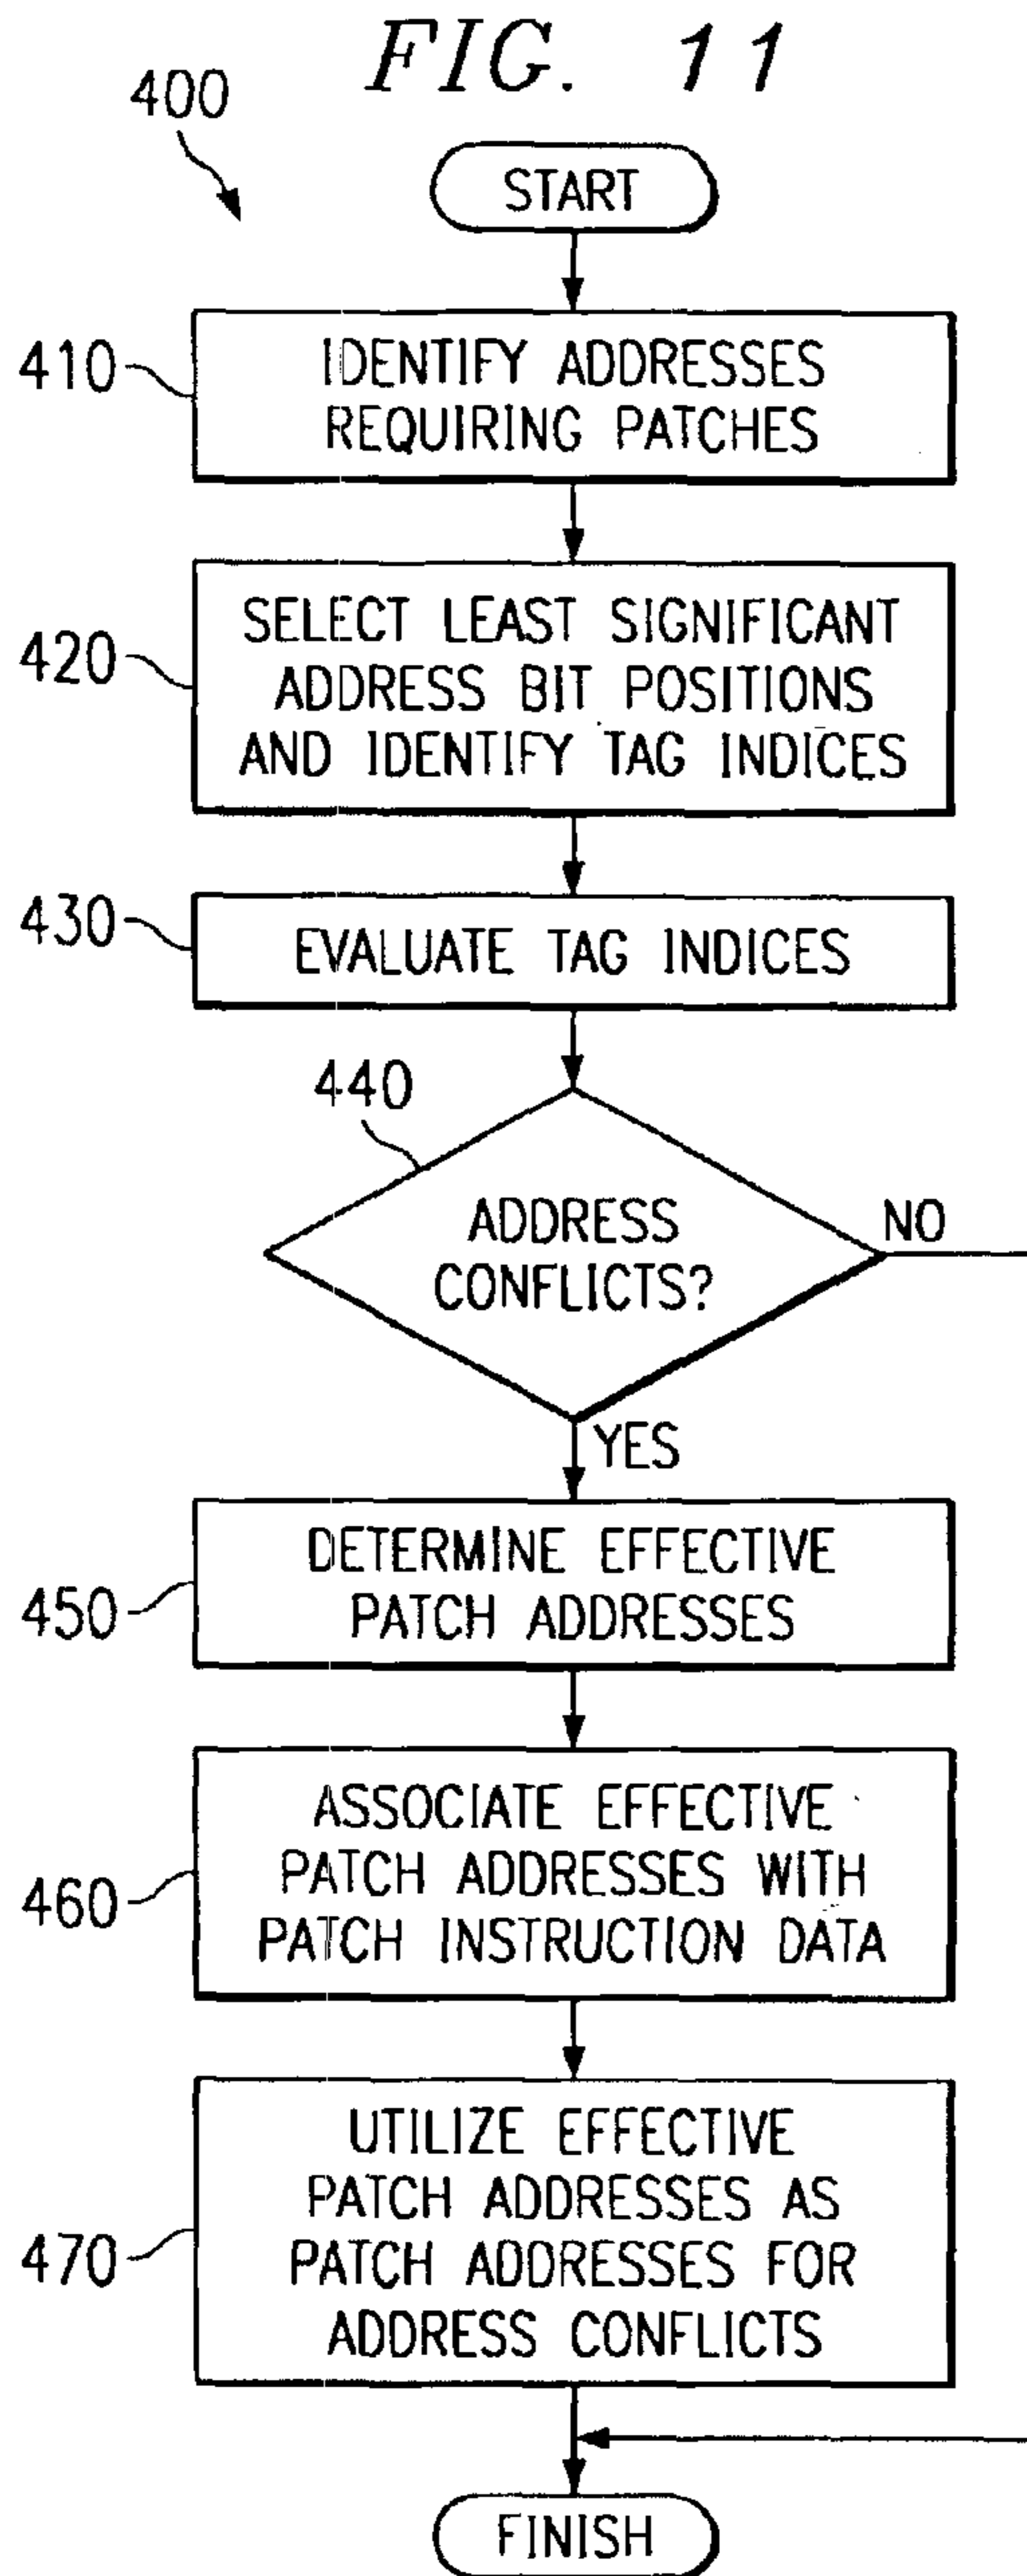 FIG. 11
400
START
410
IDENTIFY ADDRESSES
REQUIRING PATCHES
420
SELECT LEAST SIGNIFICANT
ADDRESS BIT POSITIONS
AND IDENTIFY TAG INDICES
430
EVALUATE TAG INDICES
440
ADDRESS
CONFLICTS?
NO
YES
450
DETERMINE EFFECTIVE
PATCH ADDRESSES
460
ASSOCIATE EFFECTIVE
PATCH ADDRESSES WITH
PATCH INSTRUCTION DATA
470
UTILIZE EFFECTIVE
PATCH ADDRESSES AS
PATCH ADDRESSES FOR
ADDRESS CONFLICTS
FINISH